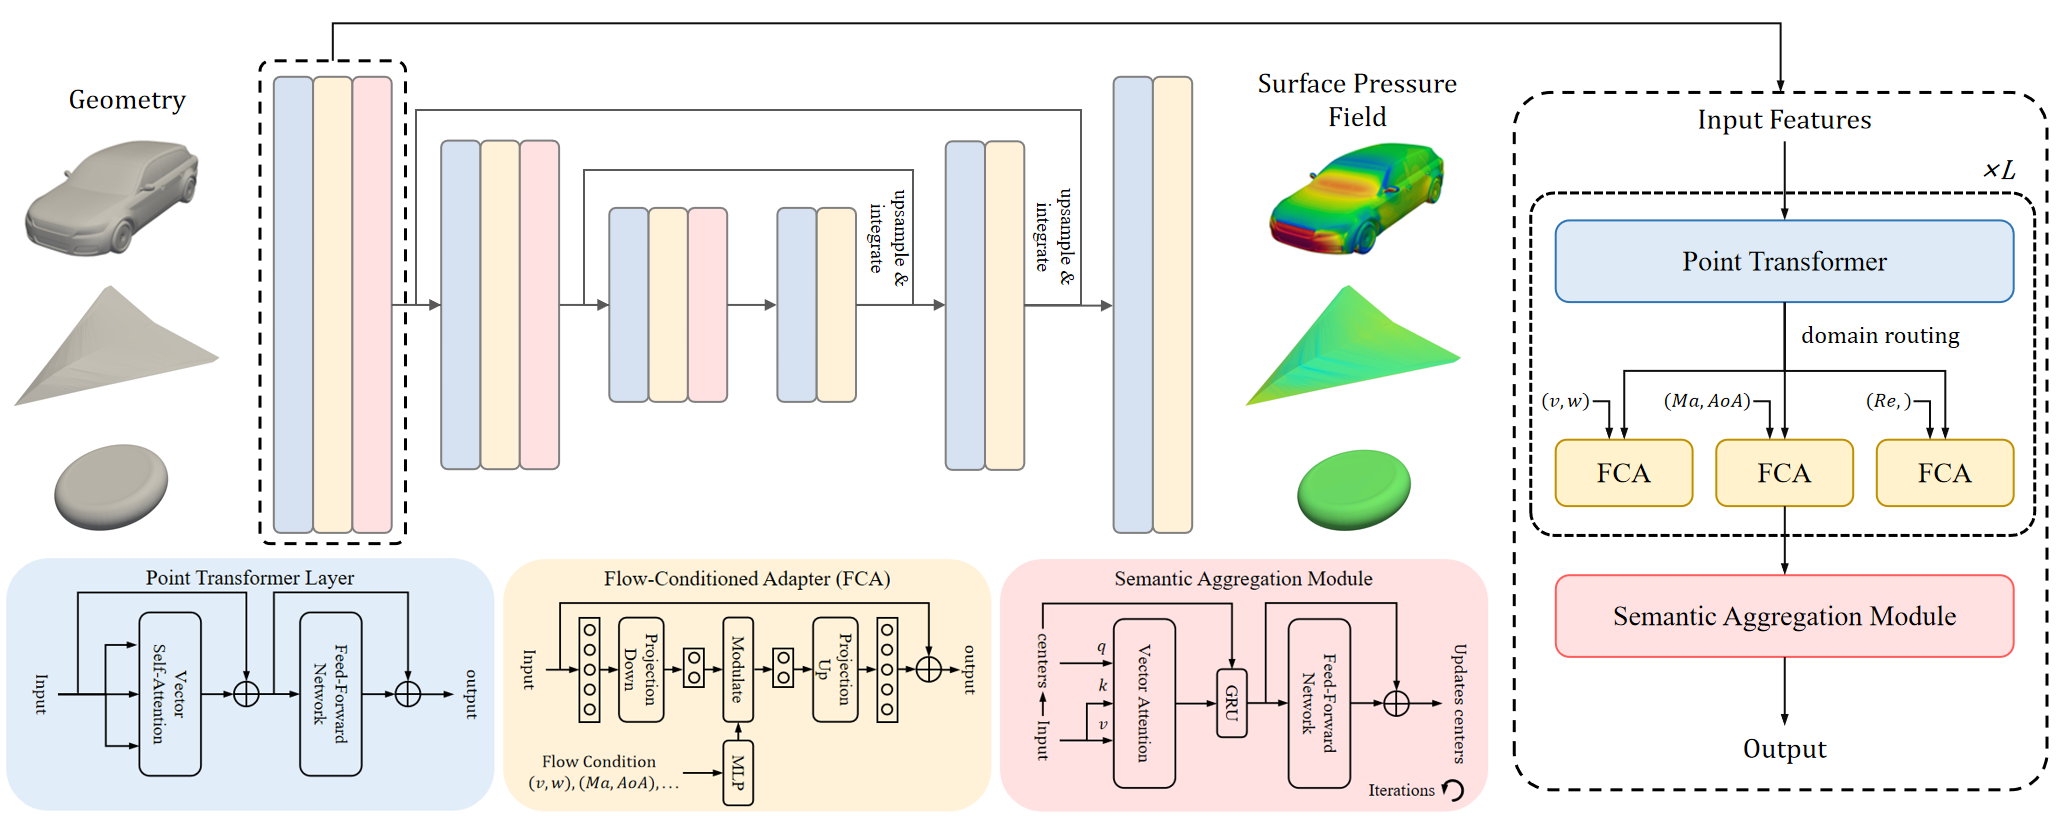 Geometry
upsample &
integrate
upsample &
integrate
Surface Pressure
Field
Input Features
×L
Point Transformer
domain routing
(v, w)
(Ma, AoA)
(Re, )
FCA
FCA
FCA
Semantic Aggregation Module
Output
Point Transformer Layer
Input
Vector
Self-Attention
Feed-Forward
Network
output
Flow-Conditioned Adapter (FCA)
Input
Projection
Down
Modulate
Projection
Up
output
Flow Condition
(v, w), (Ma, AoA), ...
MLP
Semantic Aggregation Module
centers
Input
q
k
v
Vector Attention
GRU
Feed-Forward
Network
Updates centers
Iterations